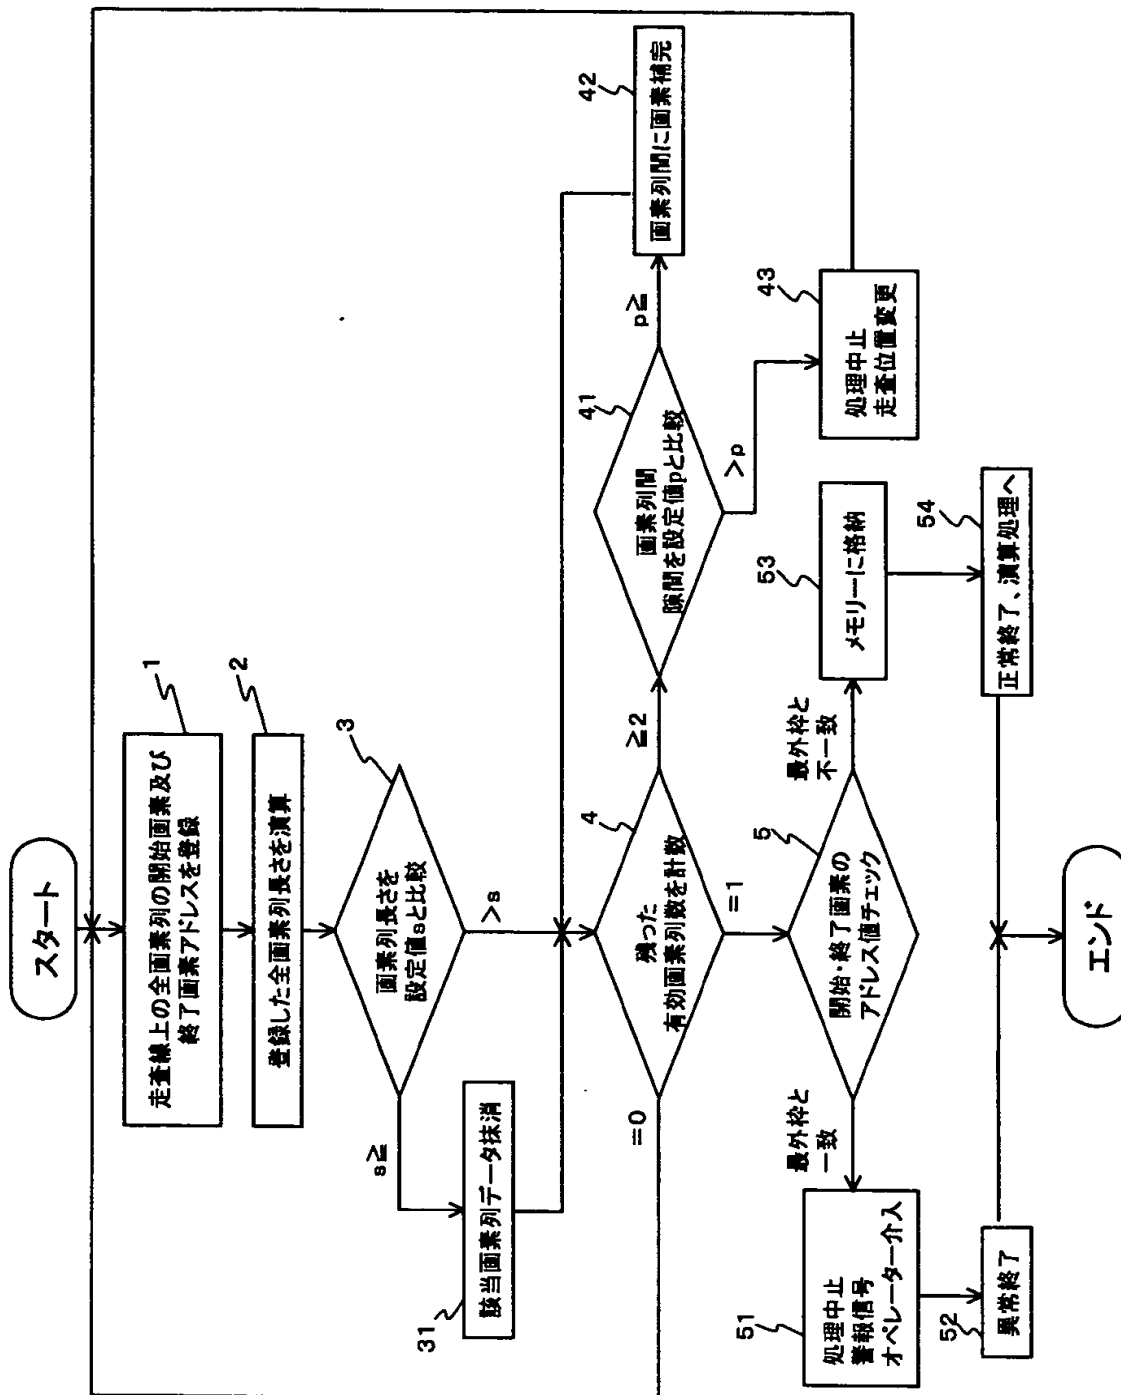 スタート
1
走査線上の全画素列の開始画素及び
終了画素アドレスを登録
2
登録した全画素列長さを演算
3
画素列長さを
設定値sと比較
s≧
>s
31
該当画素列データ抹消
4
残った
有効画素列数を計数
=0
≧2
=1
41
画素列間
隙間を設定値pと比較
p≧
>p
42
画素列間に画素補完
43
処理中止
走査位置変更
5
開始・終了画素の
アドレス値チェック
最外枠と
一致
最外枠と
不一致
51
処理中止
警報信号
オペレーター介入
52
異常終了
53
メモリーに格納
54
正常終了、演算処理へ
エンド